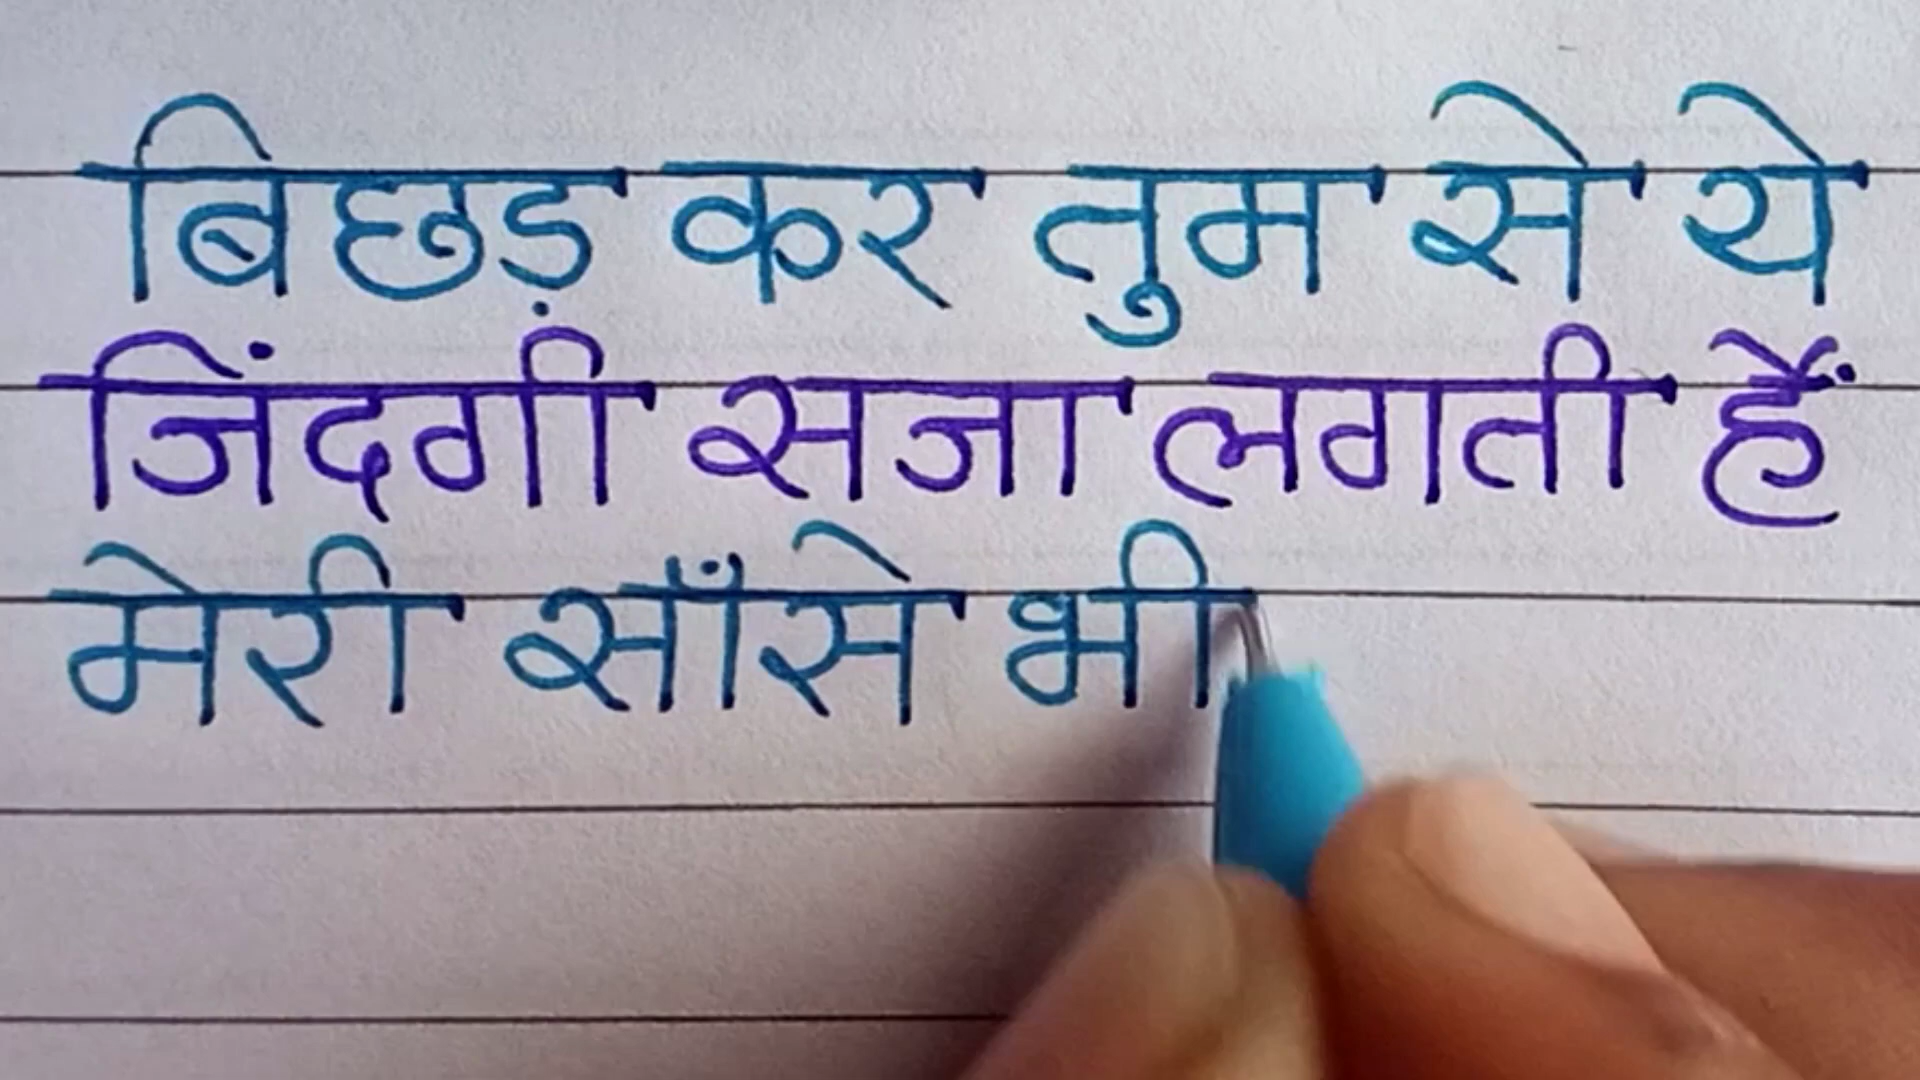 बिछड़ कर तुम से ये
जिंदगी सजा लगती हैं
मेरी साँसे भी